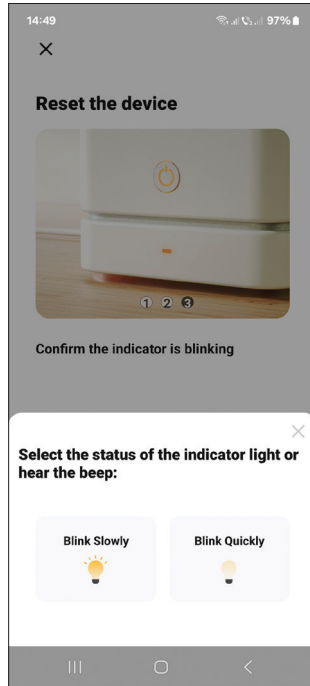 14:49
97%
Reset the device
1 2 3
Confirm the indicator is blinking
Select the status of the indicator light or
hear the beep:
Blink Slowly
Blink Quickly